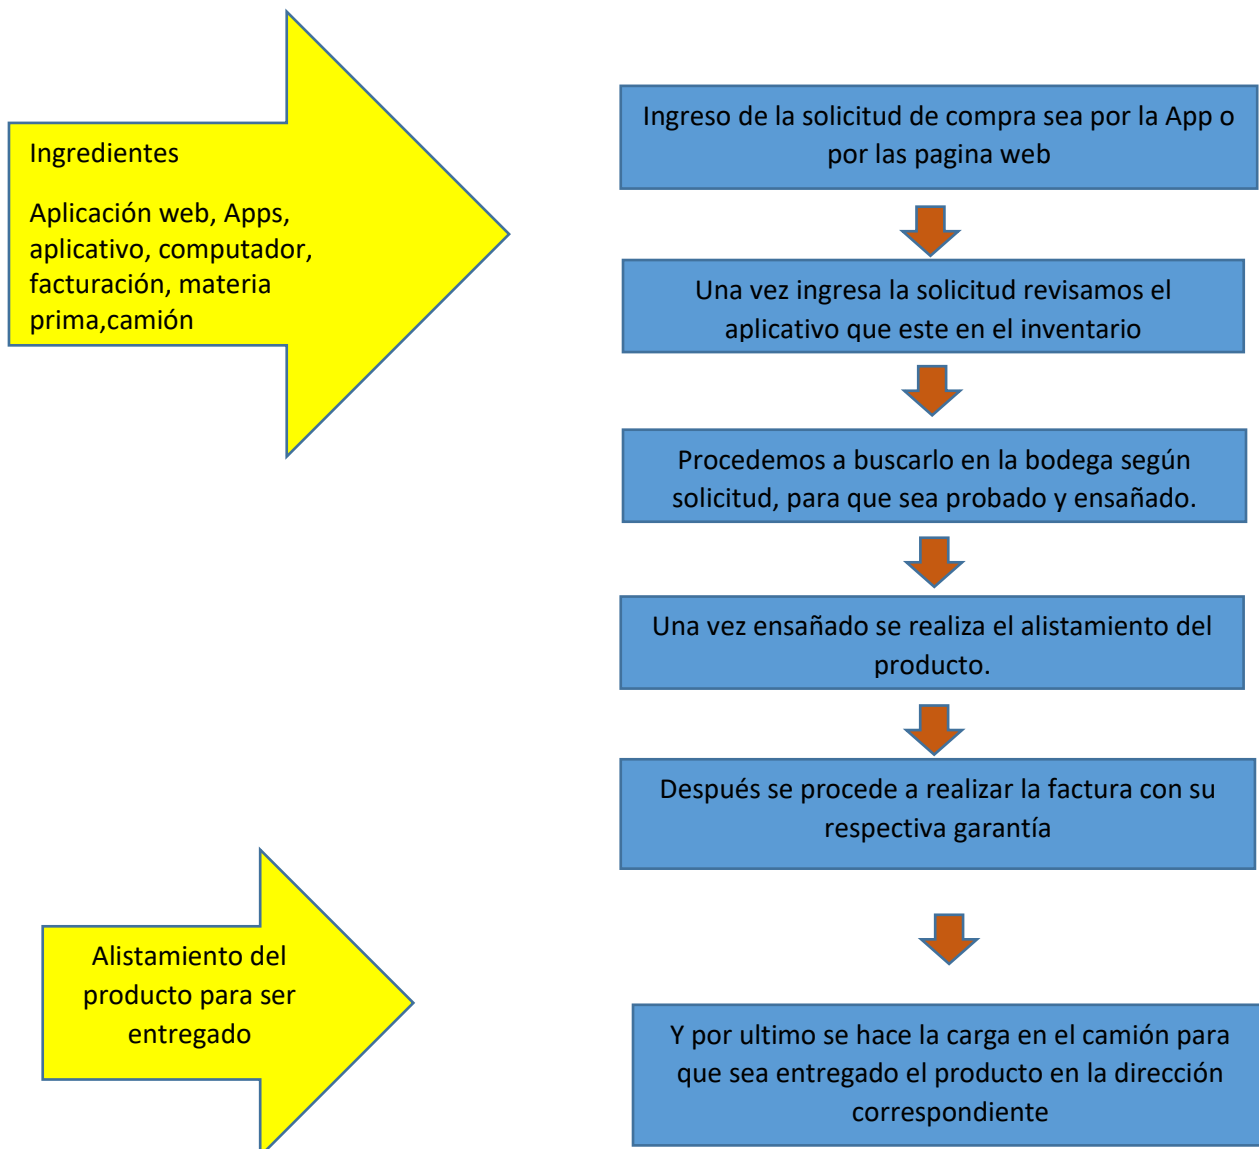 Ingredientes
Aplicación web, Apps,
aplicativo, computador,
facturación, materia
prima,camión
Ingreso de la solicitud de compra sea por la App o
por las pagina web
Una vez ingresa la solicitud revisamos el
aplicativo que este en el inventario
Procedemos a buscarlo en la bodega según
solicitud, para que sea probado y ensañado.
Una vez ensañado se realiza el alistamiento del
producto.
Después se procede a realizar la factura con su
respectiva garantía
Alistamiento del
producto para ser
entregado
Y por ultimo se hace la carga en el camión para
que sea entregado el producto en la dirección
correspondiente